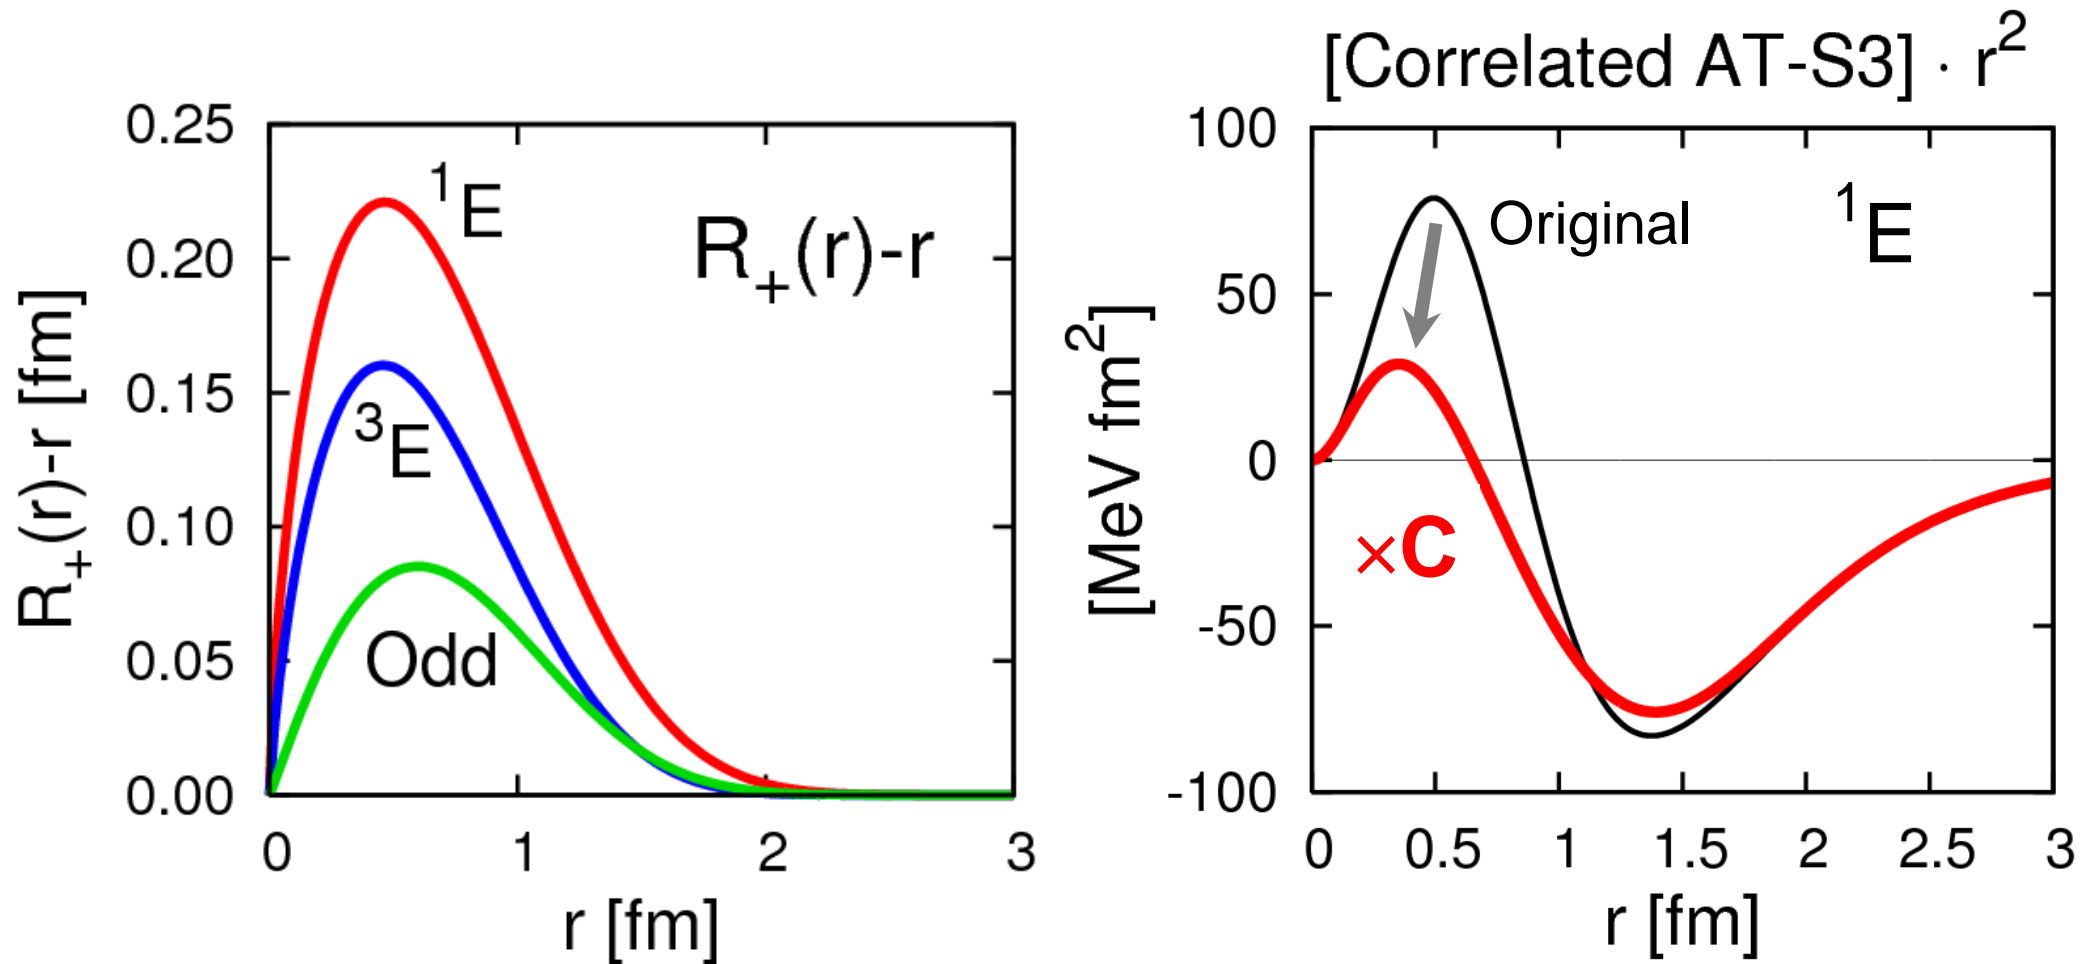 R₊(r)-r [fm]
0.25
0.20
0.15
0.10
0.05
0.00
¹E
³E
Odd
R₊(r)-r
0 1 2 3
r [fm]
[Correlated AT-S3] · r²
[MeV fm²]
100
50
0
-50
-100
Original
¹E
×C
0 0.5 1 1.5 2 2.5 3
r [fm]